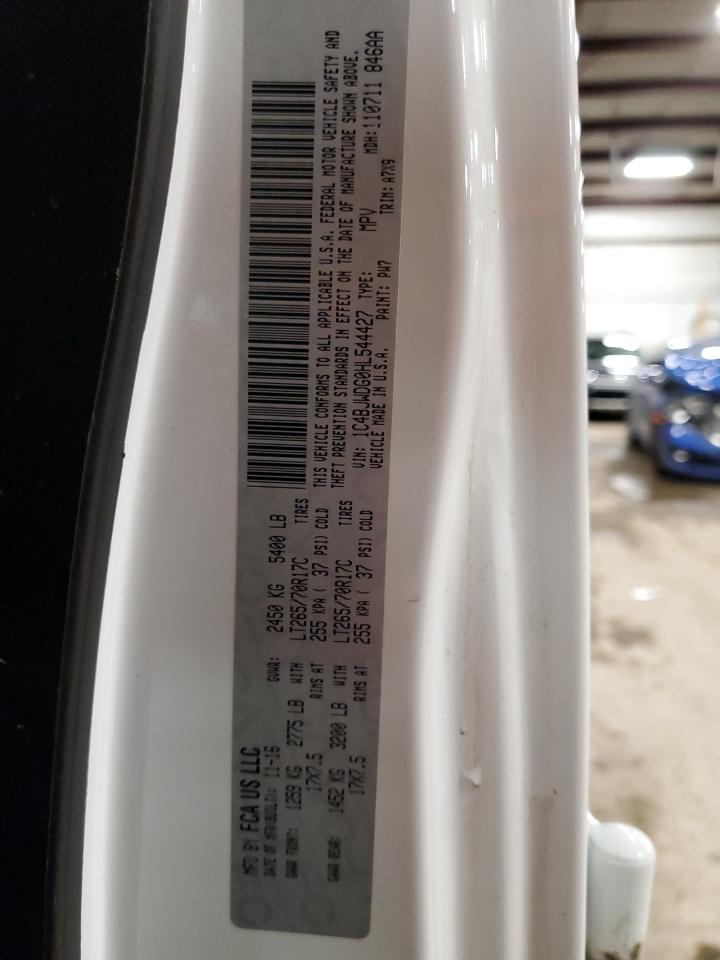 MFD BY FCA US LLC
DATE OF MFR(BUILT): 11-16 GVWR: 2450 KG 5400 LB
GAWR FRONT: 1259 KG 2775 LB WITH LT265/70R17C TIRES
17X7.5 RIMS AT 255 KPA ( 37 PSI) COLD
GAWR REAR: 1452 KG 3200 LB WITH LT265/70R17C TIRES
17X7.5 RIMS AT 255 KPA ( 37 PSI) COLD
THIS VEHICLE CONFORMS TO ALL APPLICABLE U.S.A. FEDERAL MOTOR VEHICLE SAFETY AND
THEFT PREVENTION STANDARDS IN EFFECT ON THE DATE OF MANUFACTURE SHOWN ABOVE.
VIN: 1C4BJWDG0HL544427 TYPE: MPV MDH:110711 846AA
VEHICLE MADE IN U.S.A. PAINT: PW7 TRIM: A7X9